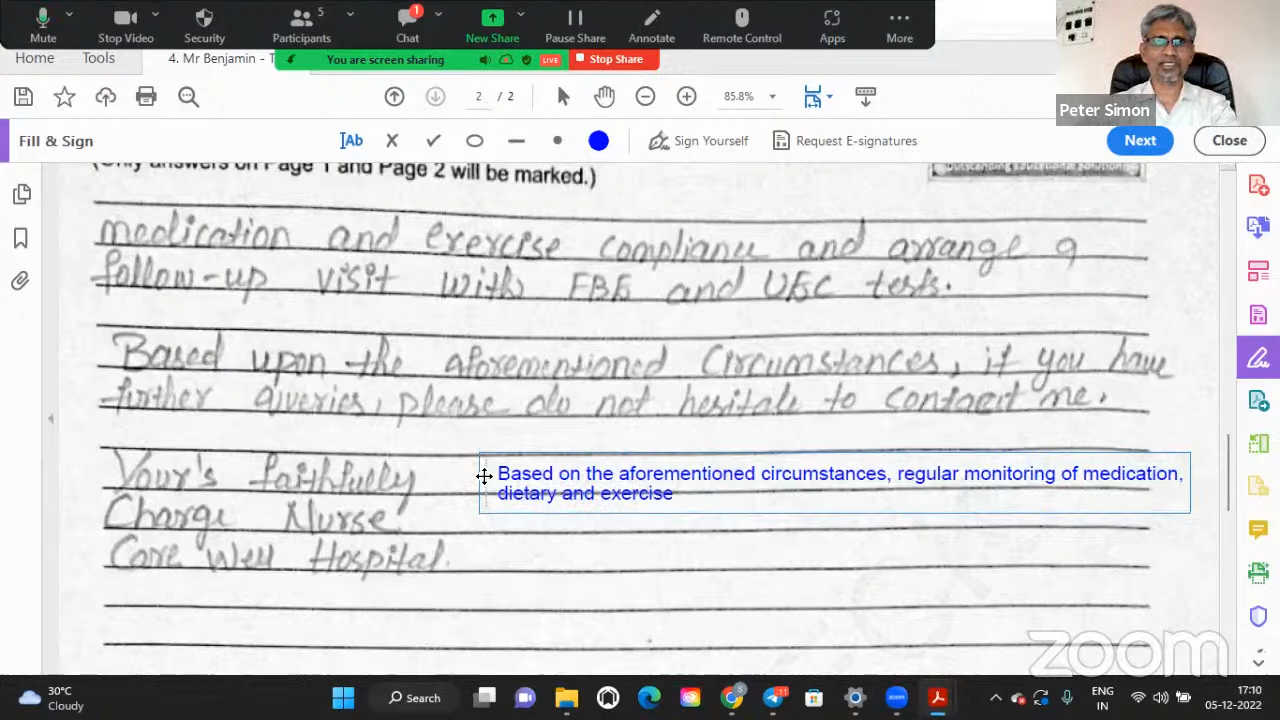 Mute
Stop Video
Security
Participants
5
Chat
1
New Share
Pause Share
Annotate
Remote Control
Apps
More
Home
Tools
4. Mr Benjamin - T
You are screen sharing
LIVE
Stop Share
2 / 2
85.8%
Peter Simon
Fill & Sign
Ab
Sign Yourself
Request E-signatures
Next
Close
(Only answers on Page 1 and Page 2 will be marked.)
medication and exercise compliance and arrange a
follow-up visit with FBE and UEC tests.
Based upon the aforementioned Circumstances, if you have
further queries, please do not hesitate to contact me.
Your's faithfully
Charge Nurse
Care Well Hospital.
Based on the aforementioned circumstances, regular monitoring of medication,
dietary and exercise
zoom
30°C
Cloudy
Search
ENG
IN
17:10
05-12-2022